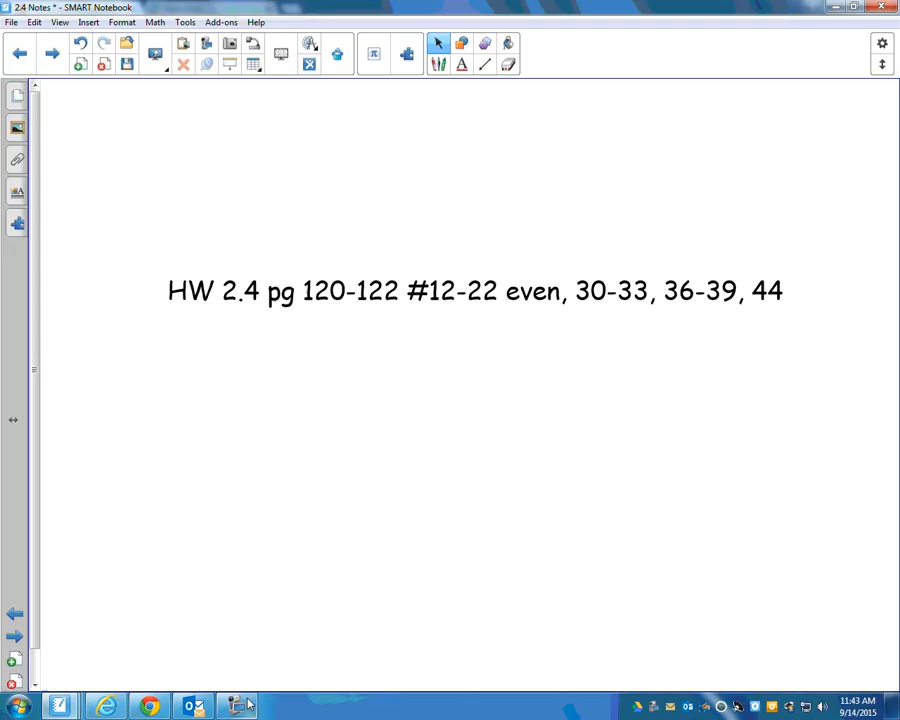 2.4 Notes * - SMART Notebook
File Edit View Insert Format Math Tools Add-ons Help
HW 2.4 pg 120-122 #12-22 even, 30-33, 36-39, 44
11:43 AM
9/14/2015